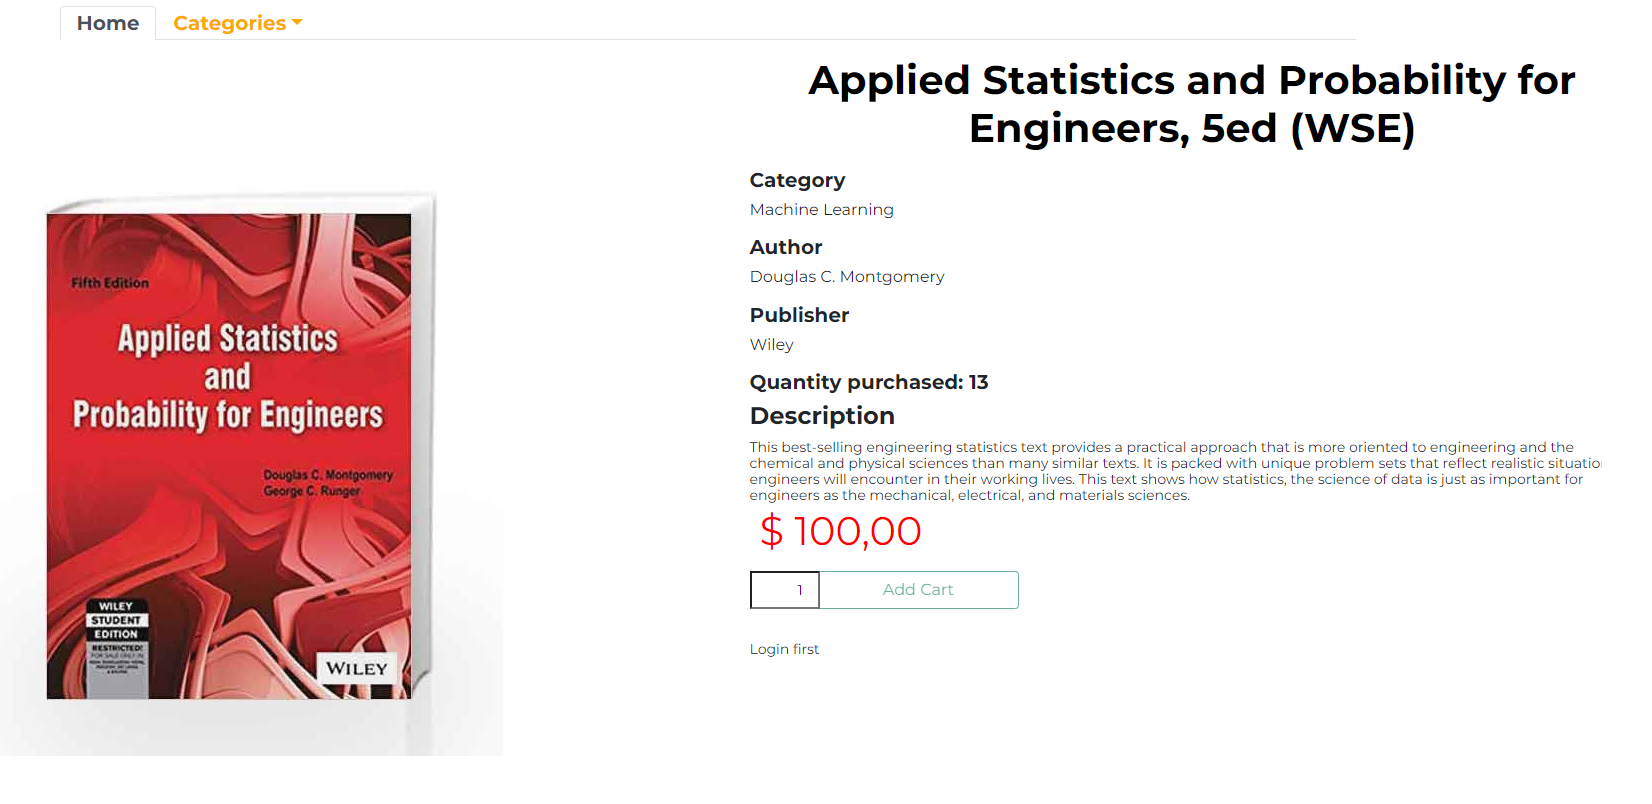 Home
Categories
Applied Statistics and Probability for
Engineers, 5ed (WSE)
Category
Machine Learning
Author
Douglas C. Montgomery
Publisher
Wiley
Quantity purchased: 13
Description
This best-selling engineering statistics text provides a practical approach that is more oriented to engineering and the
chemical and physical sciences than many similar texts. It is packed with unique problem sets that reflect realistic situatio
engineers will encounter in their working lives. This text shows how statistics, the science of data is just as important for
engineers as the mechanical, electrical, and materials sciences.
$ 100,00
1
Add Cart
Login first
Fifth Edition
Applied Statistics
and
Probability for Engineers
Douglas C. Montgomery
George C. Runger
WILEY
STUDENT
EDITION
RESTRICTED!
FOR SALE ONLY IN
WILEY